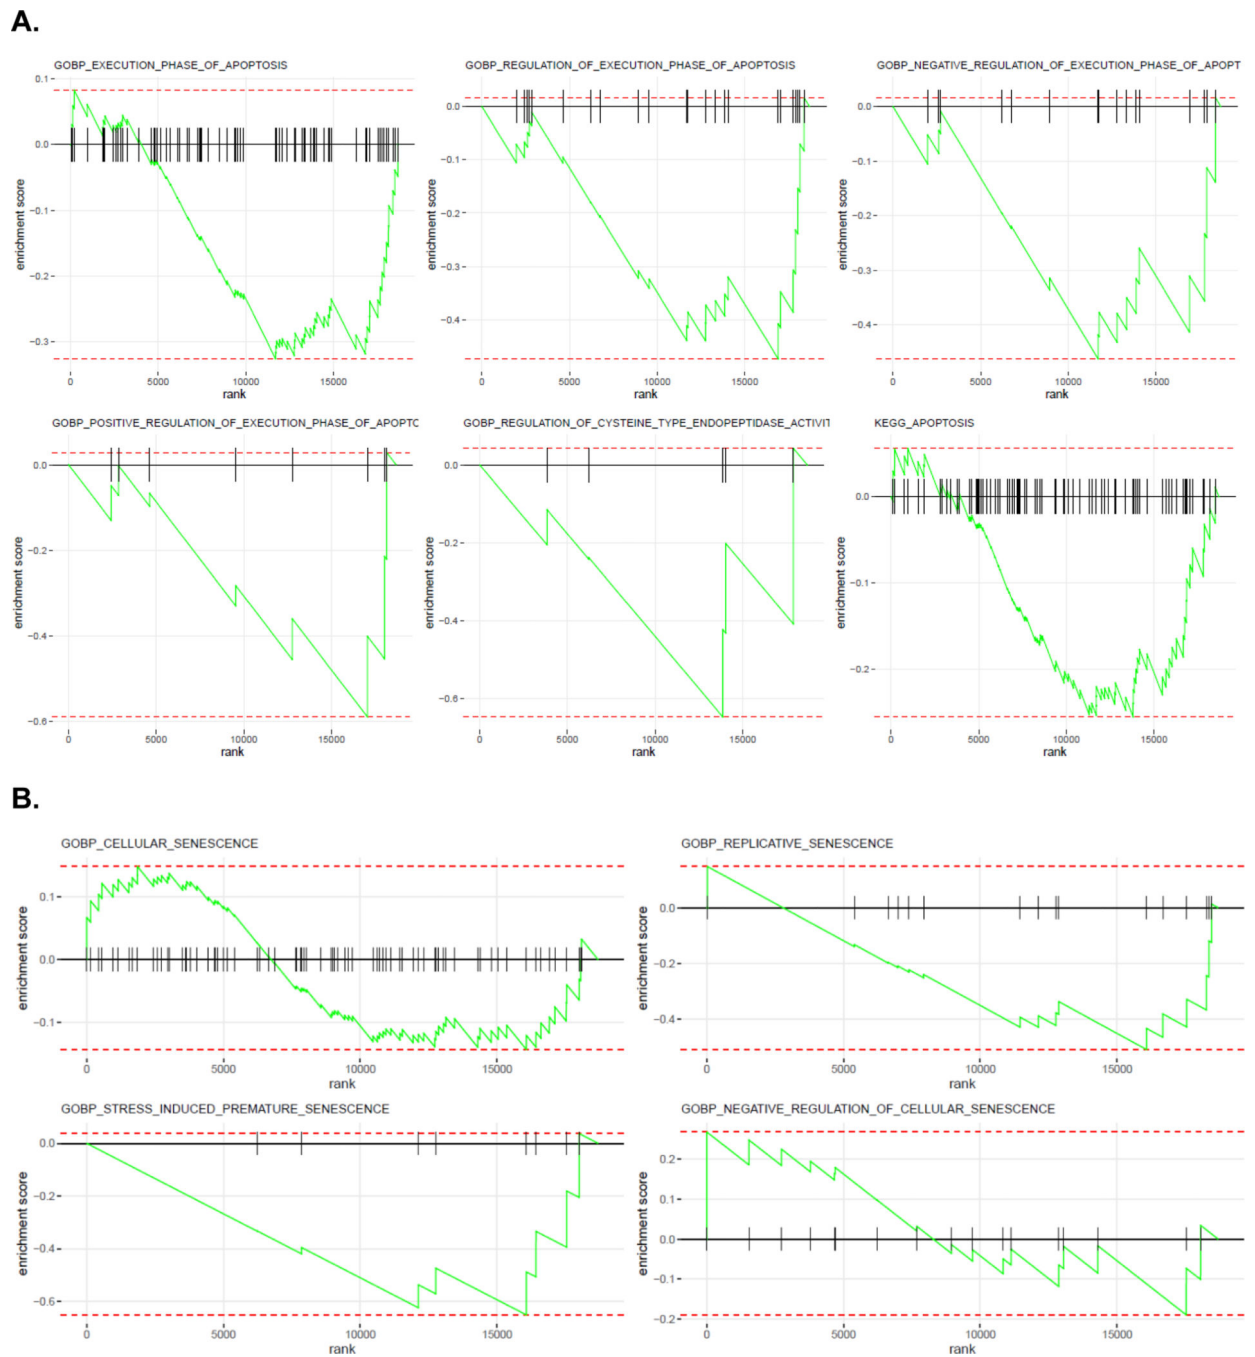 A.
GOBP_EXECUTION_PHASE_OF_APOPTOSIS
0.1
0.0
−0.1
−0.2
−0.3
enrichment score
0 5000 10000 15000
rank
GOBP_REGULATION_OF_EXECUTION_PHASE_OF_APOPTOSIS
0.0
−0.1
−0.2
−0.3
−0.4
enrichment score
0 5000 10000 15000
rank
GOBP_NEGATIVE_REGULATION_OF_EXECUTION_PHASE_OF_APOPT
0.0
−0.1
−0.2
−0.3
−0.4
enrichment score
0 5000 10000 15000
rank
GOBP_POSITIVE_REGULATION_OF_EXECUTION_PHASE_OF_APOPTC
0.0
−0.2
−0.4
−0.6
enrichment score
0 5000 10000 15000
rank
GOBP_REGULATION_OF_CYSTEINE_TYPE_ENDOPEPTIDASE_ACTIVIT
0.0
−0.2
−0.4
−0.6
enrichment score
0 5000 10000 15000
rank
KEGG_APOPTOSIS
0.0
−0.1
−0.2
enrichment score
0 5000 10000 15000
rank
B.
GOBP_CELLULAR_SENESCENCE
0.1
0.0
−0.1
enrichment score
0 5000 10000 15000
rank
GOBP_REPLICATIVE_SENESCENCE
0.0
−0.2
−0.4
enrichment score
0 5000 10000 15000
rank
GOBP_STRESS_INDUCED_PREMATURE_SENESCENCE
0.0
−0.2
−0.4
−0.6
enrichment score
0 5000 10000 15000
rank
GOBP_NEGATIVE_REGULATION_OF_CELLULAR_SENESCENCE
0.2
0.1
0.0
−0.1
−0.2
enrichment score
0 5000 10000 15000
rank